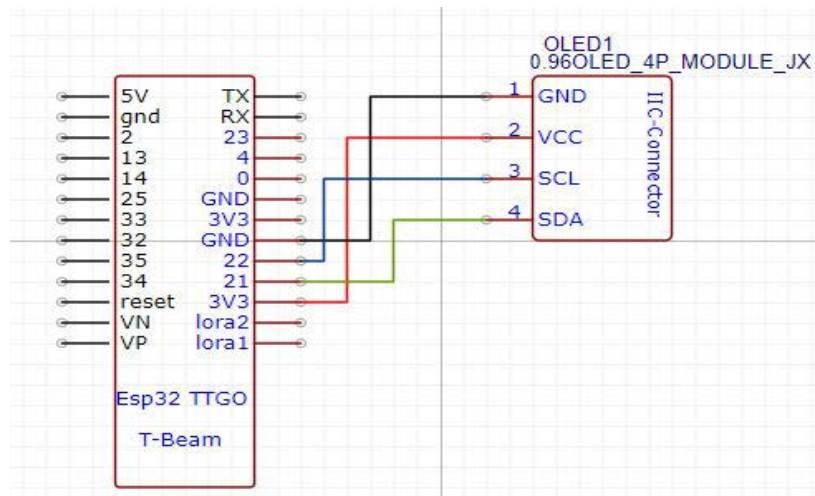 OLED1
0.96OLED_4P_MODULE_JX
5V TX
gnd RX
2 23
13 4
14 0
25 GND
33 3V3
32 GND
35 22
34 21
reset 3V3
VN lora2
VP lora1
Esp32 TTGO
T-Beam
1 GND
2 VCC
3 SCL
4 SDA
IIC-Connector